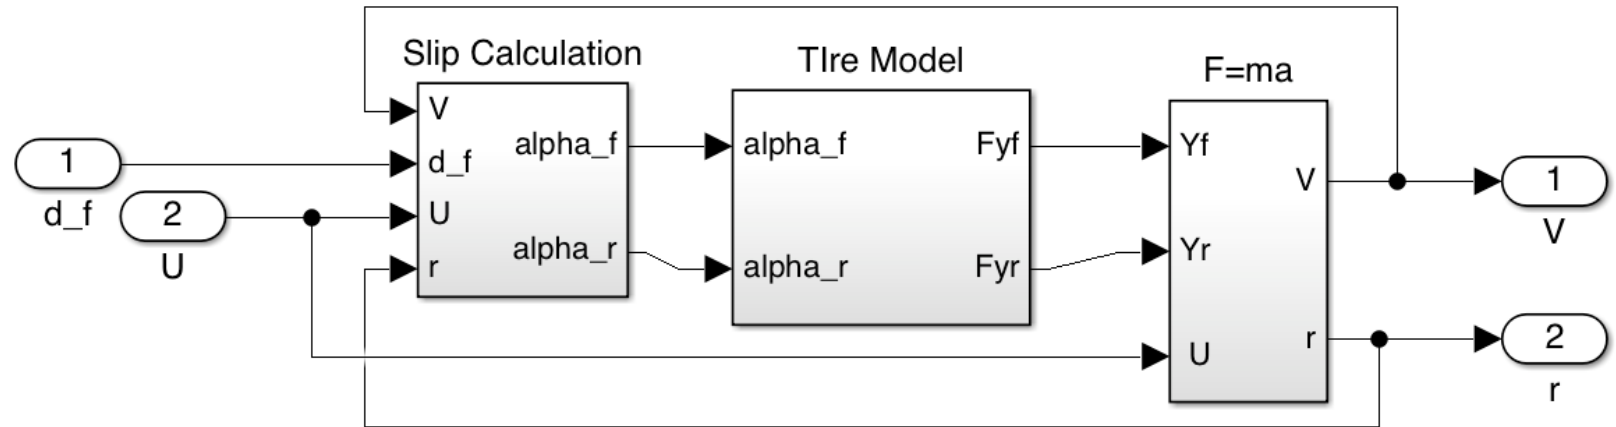 Slip Calculation
TIre Model
F=ma
V
d_f
U
r
alpha_f
alpha_r
alpha_f
alpha_r
Fyf
Fyr
Yf
Yr
U
V
r
1
d_f
2
U
1
V
2
r